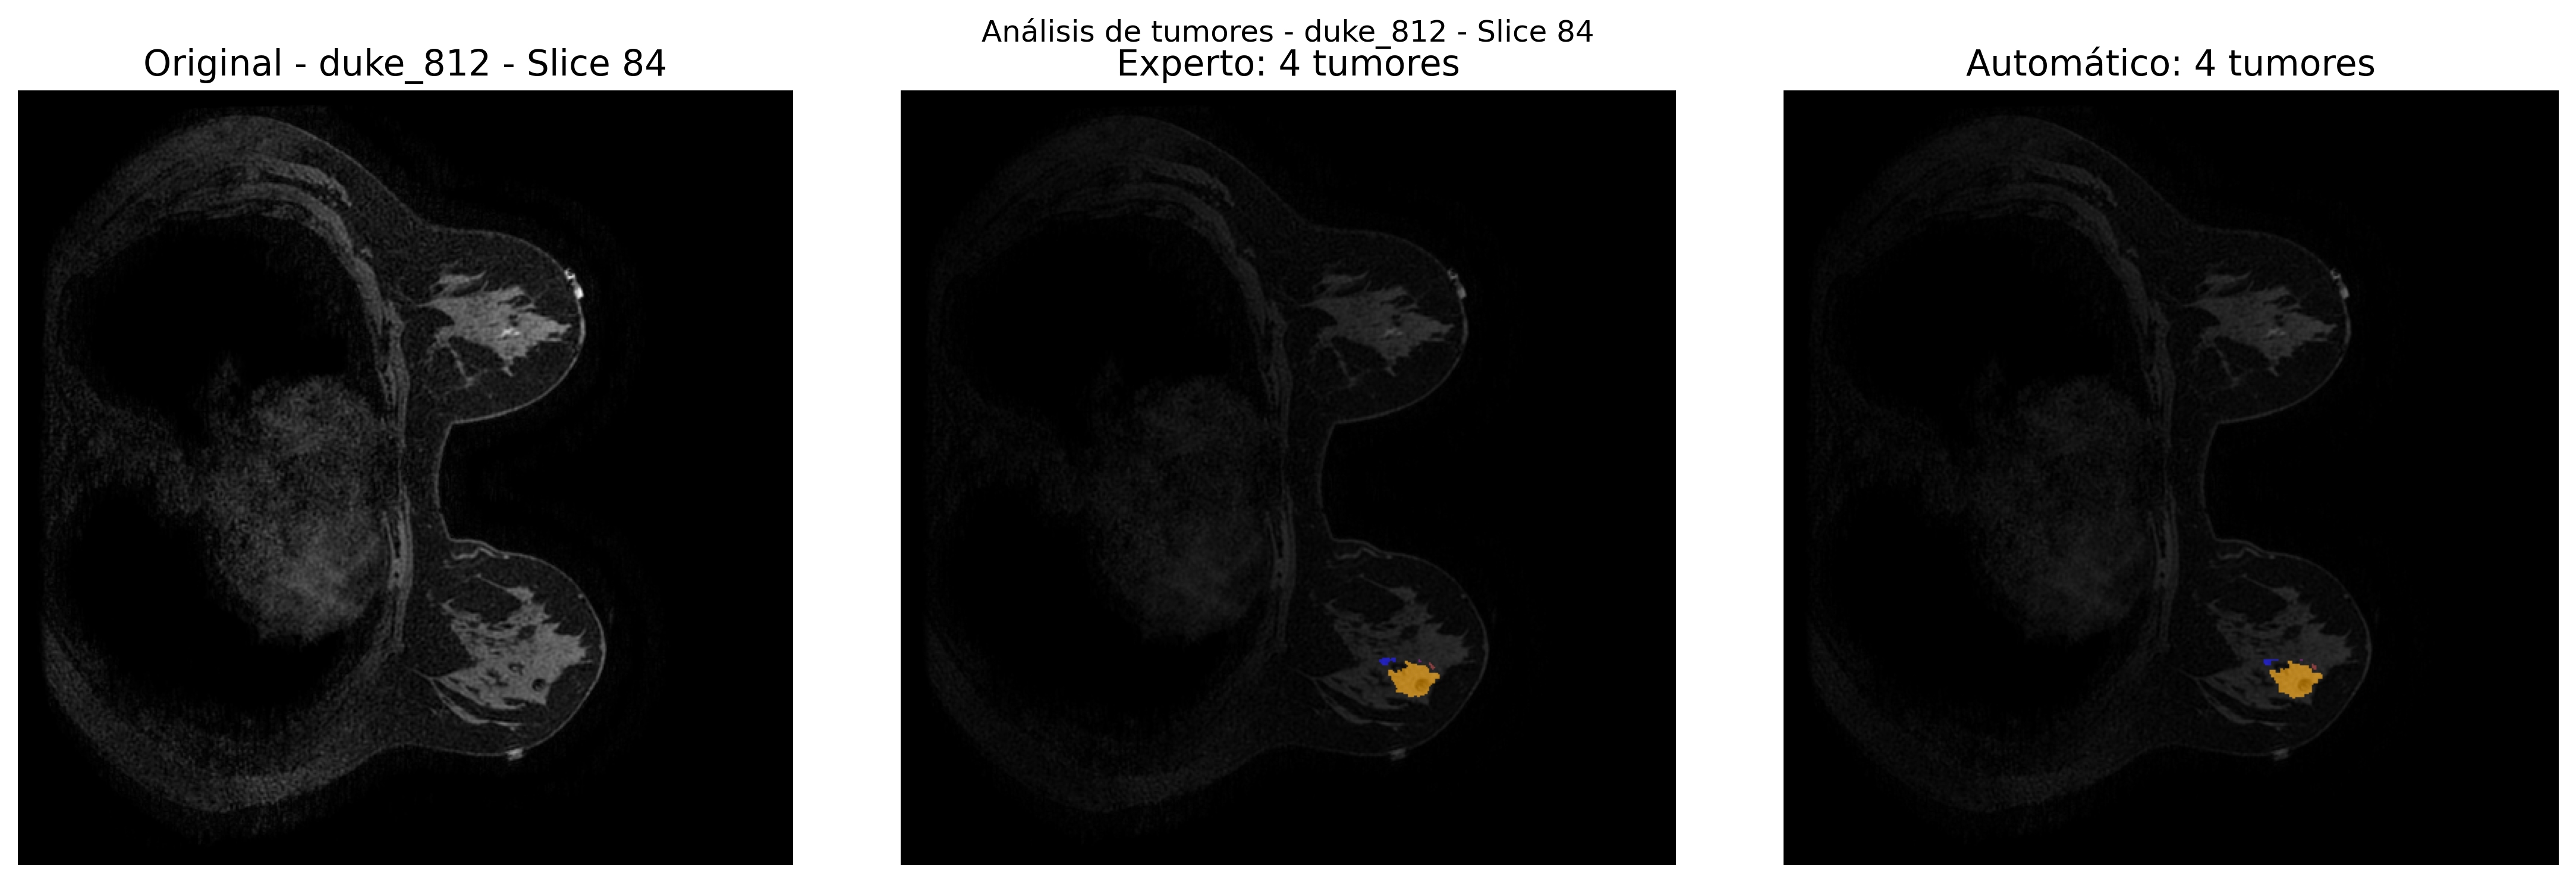 Análisis de tumores - duke_812 - Slice 84
Original - duke_812 - Slice 84
Experto: 4 tumores
Automático: 4 tumores